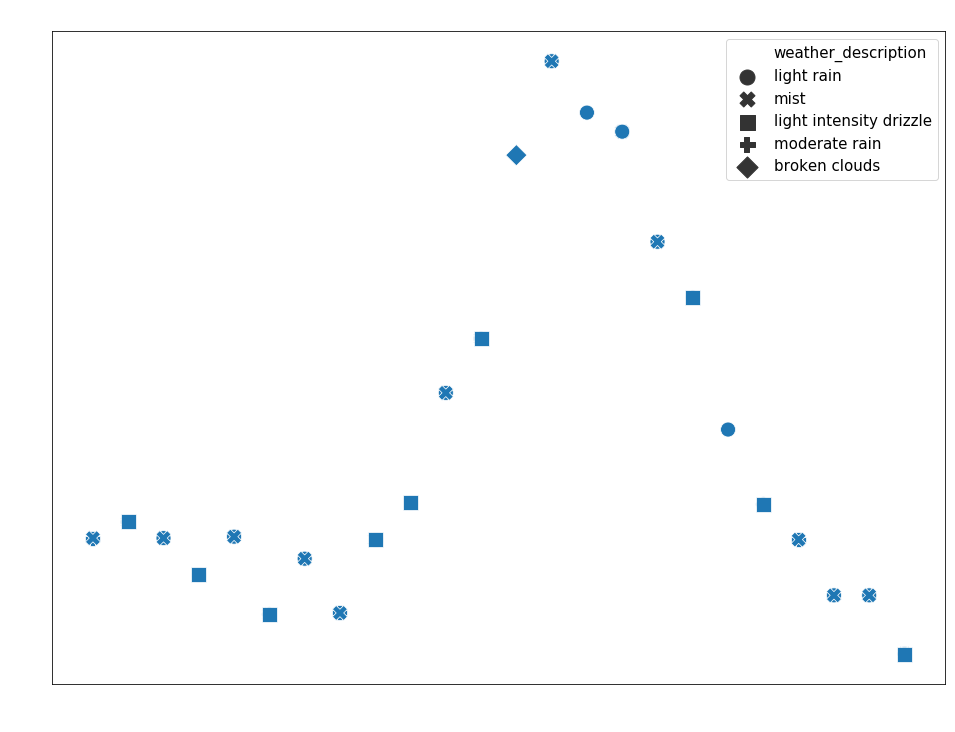 weather_description
light rain
mist
light intensity drizzle
moderate rain
broken clouds